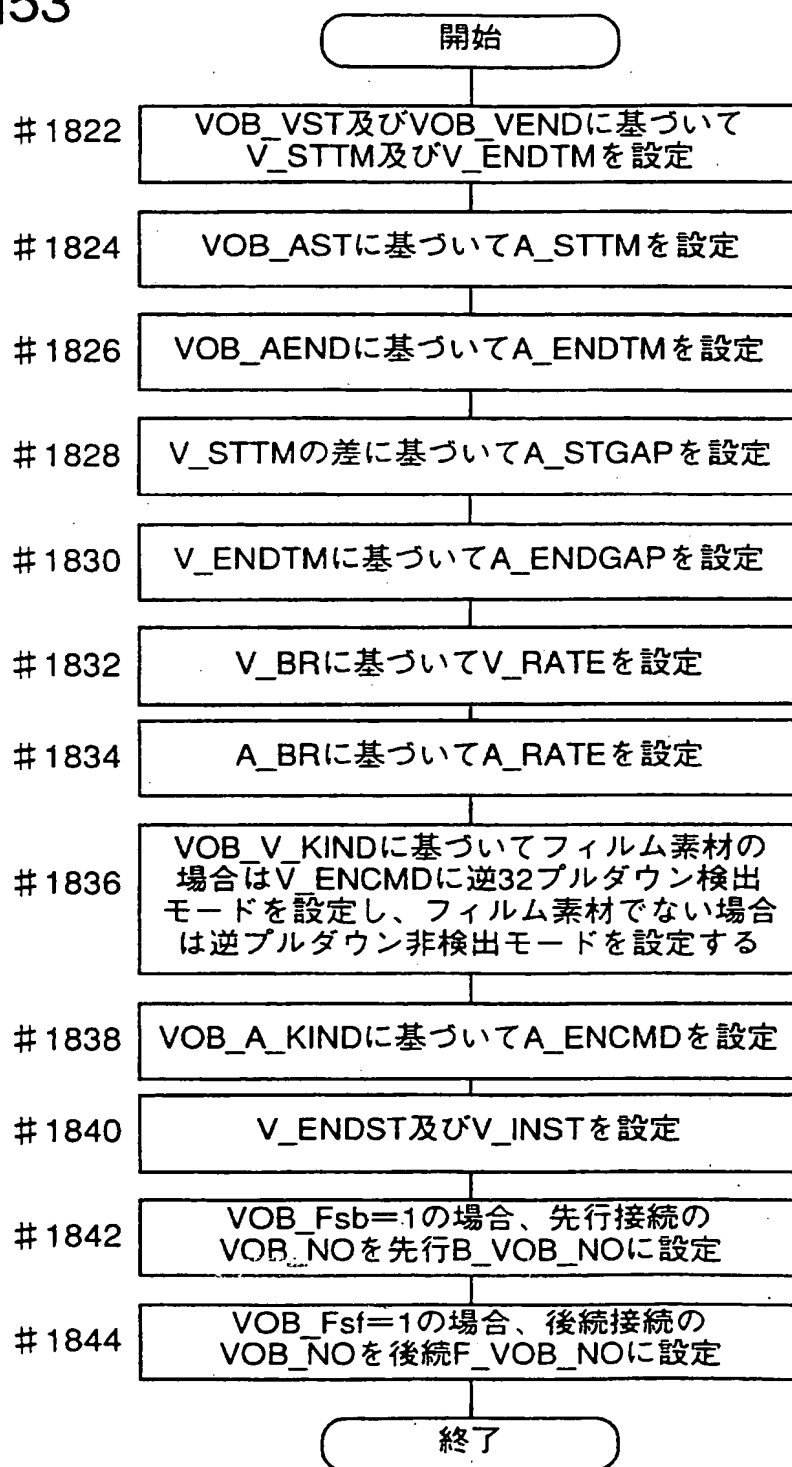 153
開始
#1822
VOB_VST及びVOB_VENDに基づいて
V_STTM及びV_ENDTMを設定
#1824
VOB_ASTに基づいてA_STTMを設定
#1826
VOB_AENDに基づいてA_ENDTMを設定
#1828
V_STTMの差に基づいてA_STGAPを設定
#1830
V_ENDTMに基づいてA_ENDGAPを設定
#1832
V_BRに基づいてV_RATEを設定
#1834
A_BRに基づいてA_RATEを設定
#1836
VOB_V_KINDに基づいてフィルム素材の
場合はV_ENCMDに逆32プルダウン検出
モードを設定し、フィルム素材でない場合
は逆プルダウン非検出モードを設定する
#1838
VOB_A_KINDに基づいてA_ENCMDを設定
#1840
V_ENDST及びV_INSTを設定
#1842
VOB_Fsb=1の場合、先行接続の
VOB_NOを先行B_VOB_NOに設定
#1844
VOB_Fsf=1の場合、後続接続の
VOB_NOを後続F_VOB_NOに設定
終了